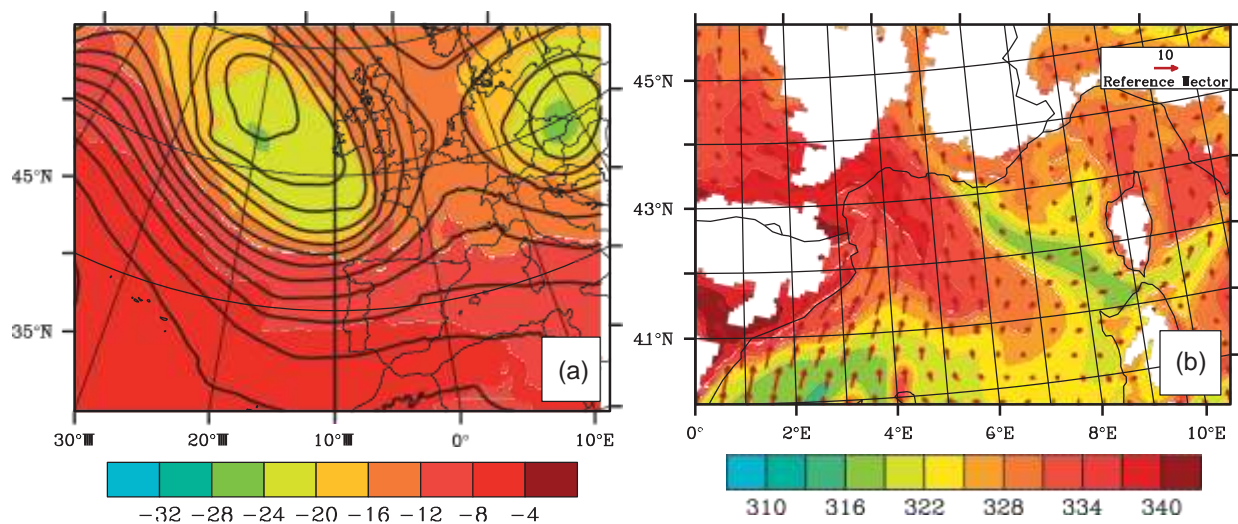 45°N
35°N
(a)
30°W 20°W 10°W 0° 10°E
−32 −28 −24 −20 −16 −12 −8 −4
10
Reference Vector
45°N
43°N
41°N
(b)
0° 2°E 4°E 6°E 8°E 10°E
310 316 322 328 334 340